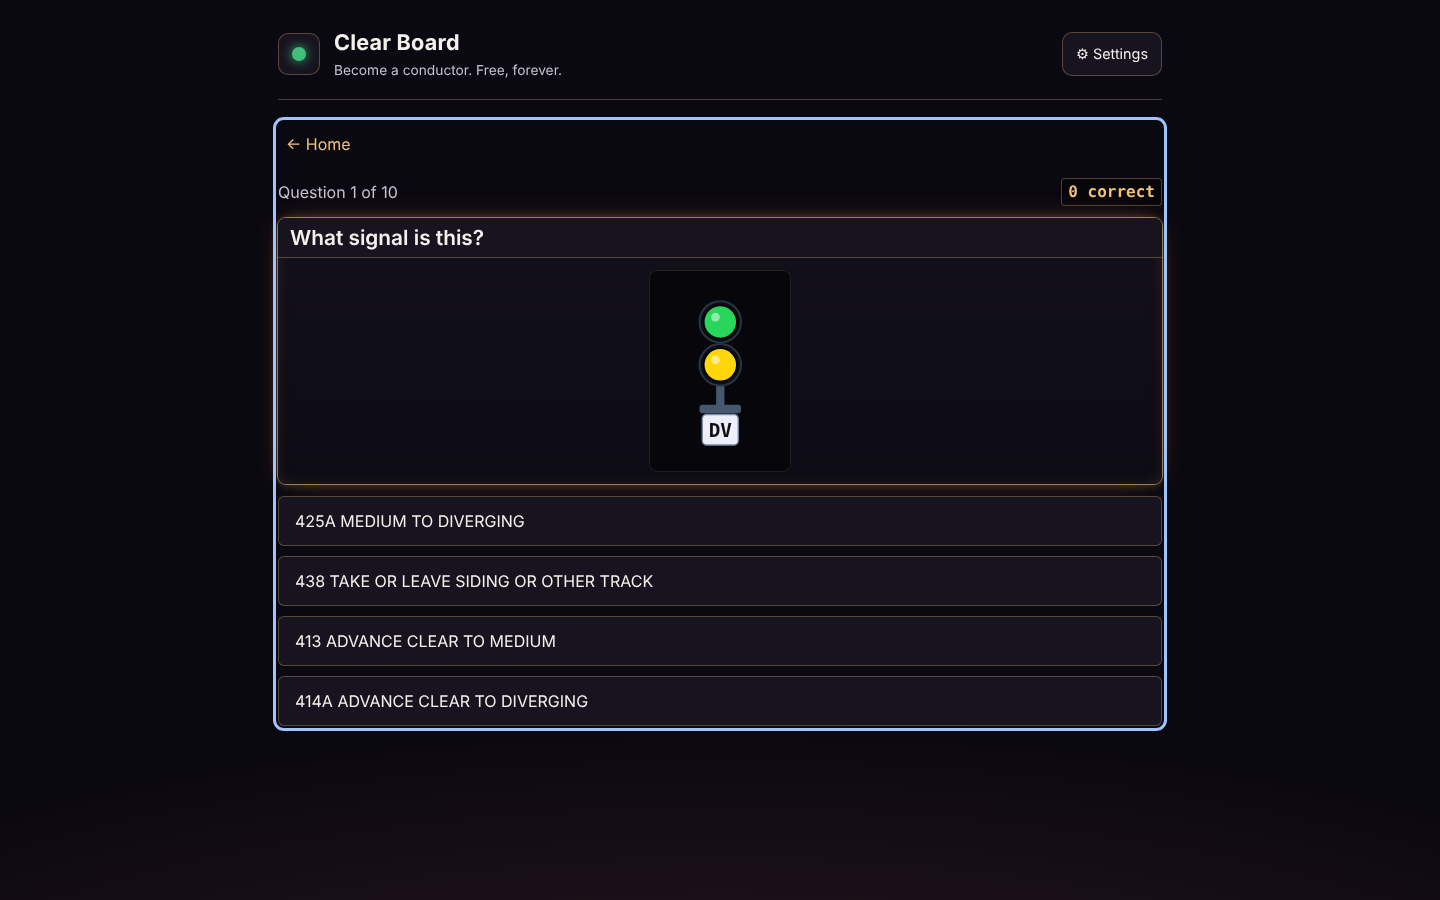 Clear Board
Become a conductor. Free, forever.
⚙ Settings
← Home
Question 1 of 10
0 correct
What signal is this?
DV
425A MEDIUM TO DIVERGING
438 TAKE OR LEAVE SIDING OR OTHER TRACK
413 ADVANCE CLEAR TO MEDIUM
414A ADVANCE CLEAR TO DIVERGING